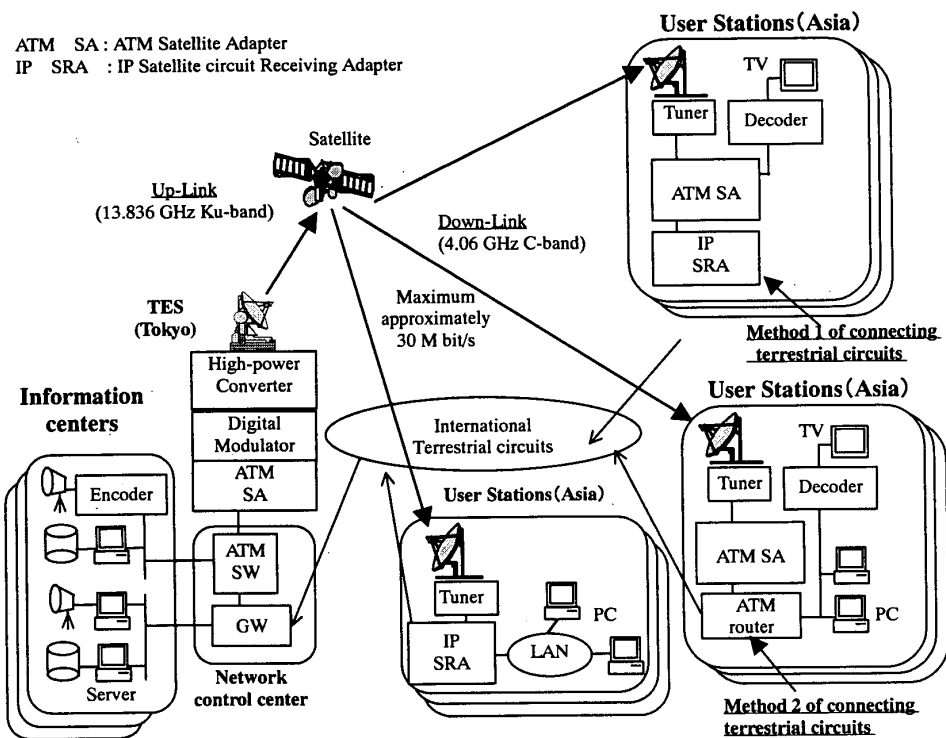 ATM SA : ATM Satellite Adapter
IP SRA : IP Satellite circuit Receiving Adapter
User Stations(Asia)
TV
Tuner
Decoder
ATM SA
IP
SRA
Method 1 of connecting
terrestrial circuits
Satellite
Up-Link
(13.836 GHz Ku-band)
Down-Link
(4.06 GHz C-band)
Maximum
approximately
30 M bit/s
TES
(Tokyo)
High-power
Converter
Digital
Modulator
ATM
SA
Information
centers
Encoder
Server
ATM
SW
GW
Network
control center
International
Terrestrial circuits
User Stations(Asia)
Tuner
IP
SRA
LAN
PC
User Stations(Asia)
TV
Tuner
Decoder
ATM SA
ATM
router
PC
Method 2 of connecting
terrestrial circuits